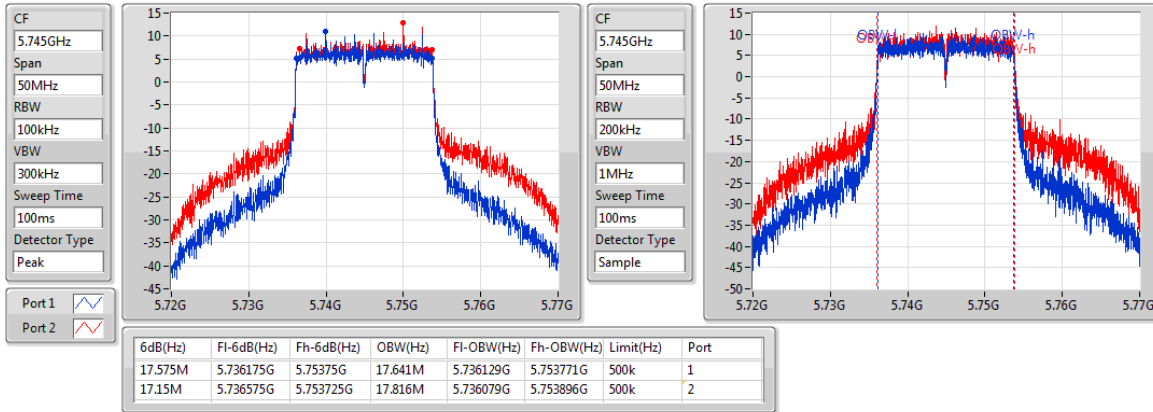 CF
5.745GHz
Span
50MHz
RBW
100kHz
VBW
300kHz
Sweep Time
100ms
Detector Type
Peak
Port 1
Port 2
15
10
5
0
-5
-10
-15
-20
-25
-30
-35
-40
-45
5.72G 5.73G 5.74G 5.75G 5.76G 5.77G
CF
5.745GHz
Span
50MHz
RBW
200kHz
VBW
1MHz
Sweep Time
100ms
Detector Type
Sample
15
10
5
0
-5
-10
-15
-20
-25
-30
-35
-40
-45
-50
OBW-h
OBW-h
5.72G 5.73G 5.74G 5.75G 5.76G 5.77G
6dB(Hz) Fl-6dB(Hz) Fh-6dB(Hz) OBW(Hz) Fl-OBW(Hz) Fh-OBW(Hz) Limit(Hz) Port
17.575M 5.736175G 5.75375G 17.641M 5.736129G 5.753771G 500k 1
17.15M 5.736575G 5.753725G 17.816M 5.736079G 5.753896G 500k 2